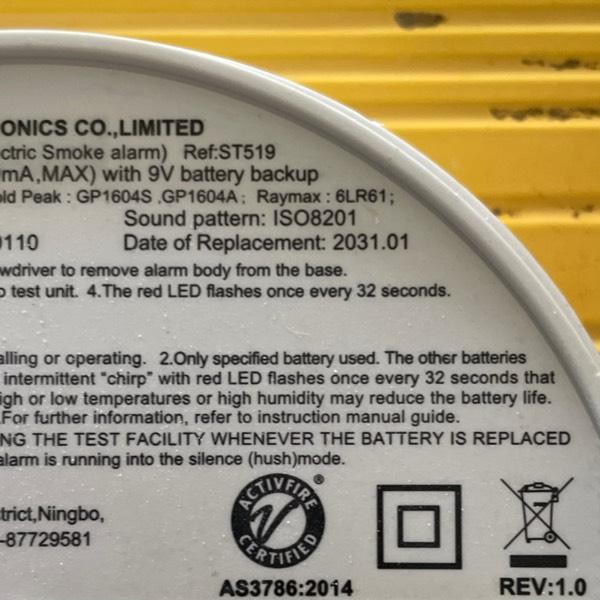 ONICS CO.,LIMITED
ctric Smoke alarm) Ref:ST519
mA,MAX) with 9V battery backup
old Peak : GP1604S ,GP1604A ; Raymax : 6LR61;
Sound pattern: ISO8201
0110 Date of Replacement: 2031.01
wdriver to remove alarm body from the base.
o test unit. 4.The red LED flashes once every 32 seconds.
alling or operating. 2.Only specified battery used. The other batteries
intermittent "chirp" with red LED flashes once every 32 seconds that
igh or low temperatures or high humidity may reduce the battery life.
.For further information, refer to instruction manual guide.
NG THE TEST FACILITY WHENEVER THE BATTERY IS REPLACED
alarm is running into the silence (hush)mode.
trict,Ningbo,
-87729581
ACTIVFIRE ®
CERTIFIED
AS3786:2014
REV:1.0